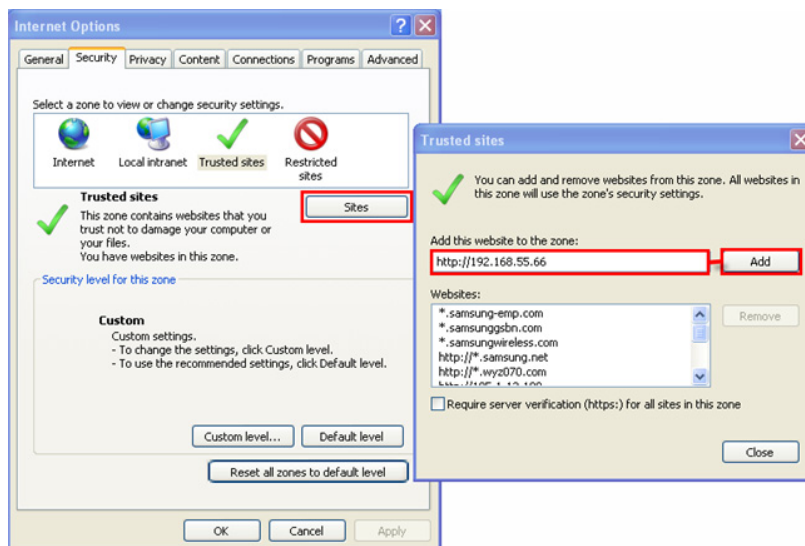 Internet Options
General Security Privacy Content Connections Programs Advanced
Select a zone to view or change security settings.
Internet Local intranet Trusted sites Restricted
sites
Trusted sites
Sites
This zone contains websites that you
trust not to damage your computer or
your files.
You have websites in this zone.
Security level for this zone
Custom
Custom settings.
- To change the settings, click Custom level.
- To use the recommended settings, click Default level.
Custom level... Default level
Reset all zones to default level
OK Cancel Apply
Trusted sites
You can add and remove websites from this zone. All websites in
this zone will use the zone's security settings.
Add this website to the zone:
http://192.168.55.66 Add
Websites:
*.samsung-emp.com
*.samsunggsbn.com
*.samsungwireless.com
http://*.samsung.net
http://*.wyz070.com
Remove
Require server verification (https:) for all sites in this zone
Close